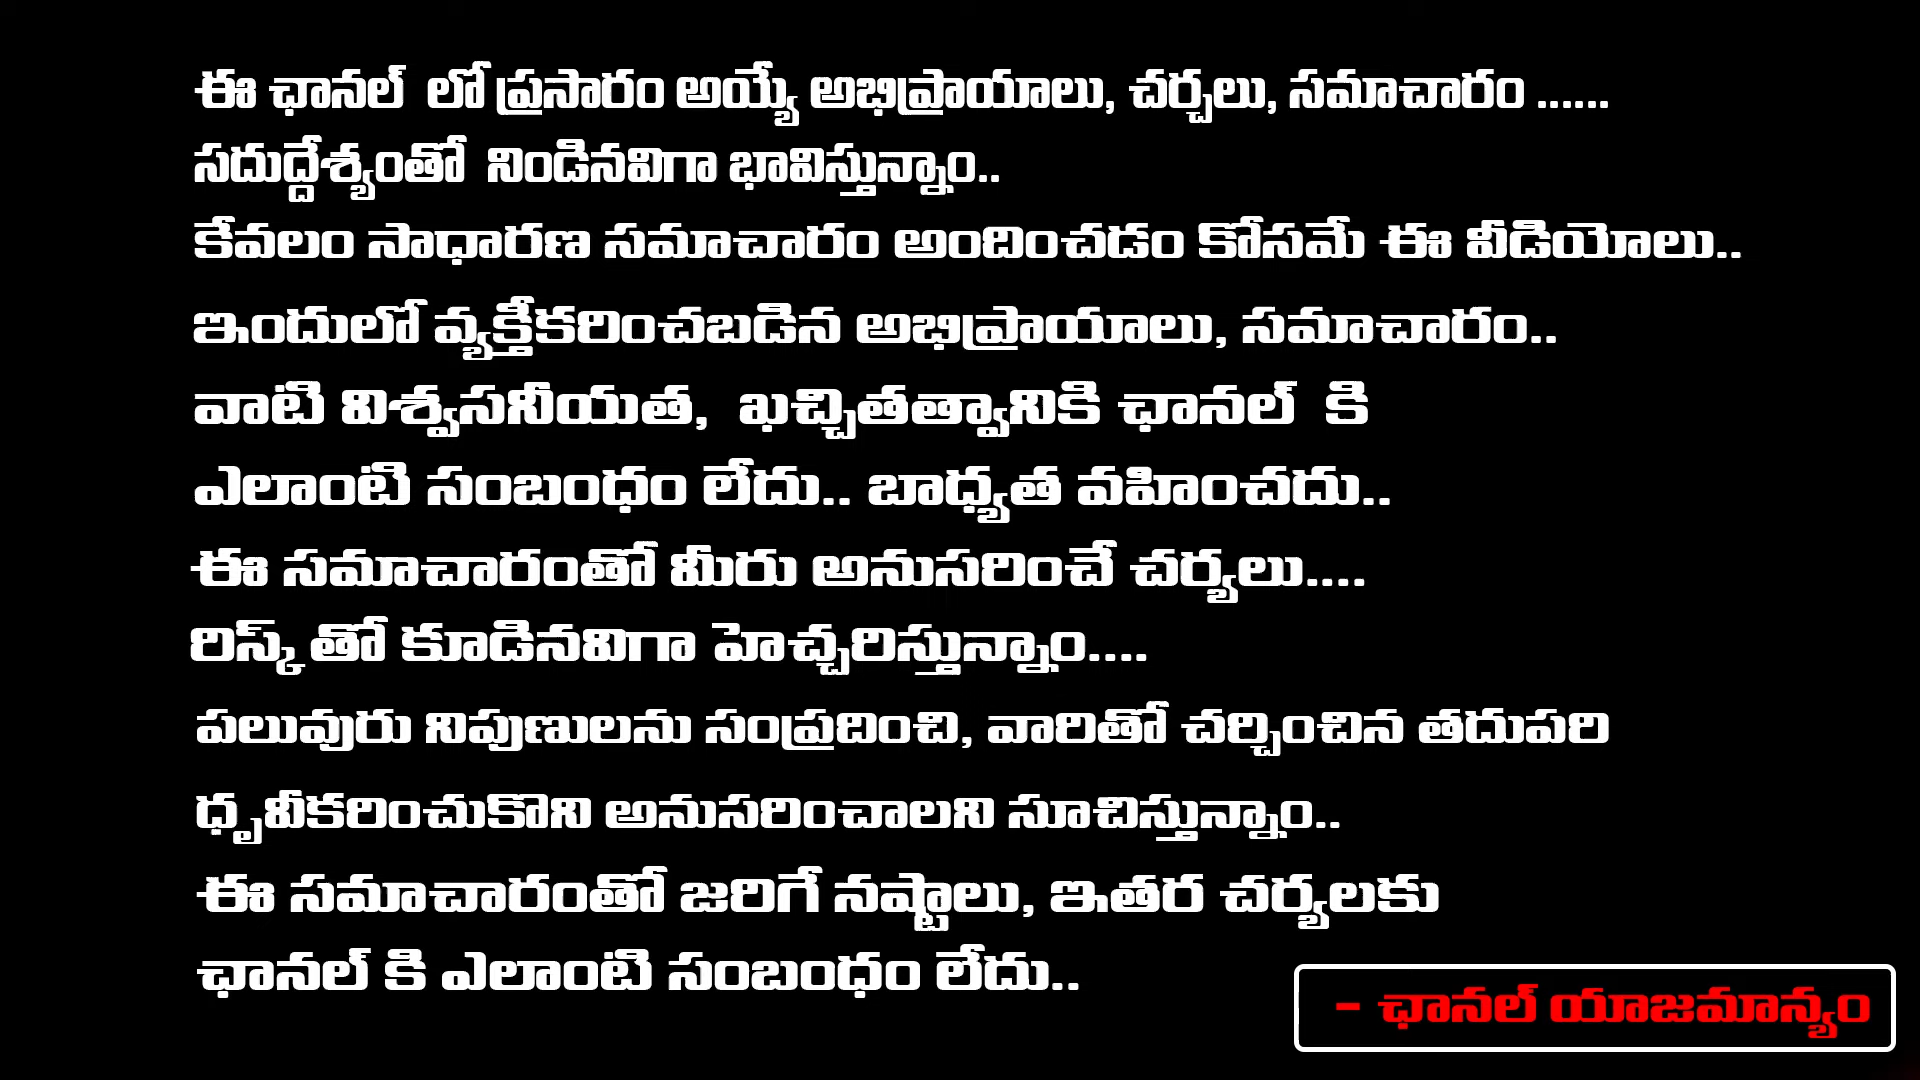 ఈ ఛానల్ లో ప్రసారం అయ్యే అభిప్రాయాలు, చర్చలు, సమాచారం ......
సదుద్దేశ్యంతో నిండినవిగా భావిస్తున్నాం..
కేవలం సాధారణ సమాచారం అందించడం కోసమే ఈ వీడియోలు..
ఇందులో వ్యక్తీకరించబడిన అభిప్రాయాలు, సమాచారం..
వాటి విశ్వసనీయత, ఖచ్చితత్వానికి ఛానల్ కి
ఎలాంటి సంబంధం లేదు.. బాధ్యత వహించదు..
ఈ సమాచారంతో మీరు అనుసరించే చర్యలు....
రిస్క్ తో కూడినవిగా హెచ్చరిస్తున్నాం....
పలువురు నిపుణులను సంప్రదించి, వారితో చర్చించిన తదుపరి
ధృవీకరించుకొని అనుసరించాలని సూచిస్తున్నాం..
ఈ సమాచారంతో జరిగే నష్టాలు, ఇతర చర్యలకు
ఛానల్ కి ఎలాంటి సంబంధం లేదు..
- ఛానల్ యాజమాన్యం